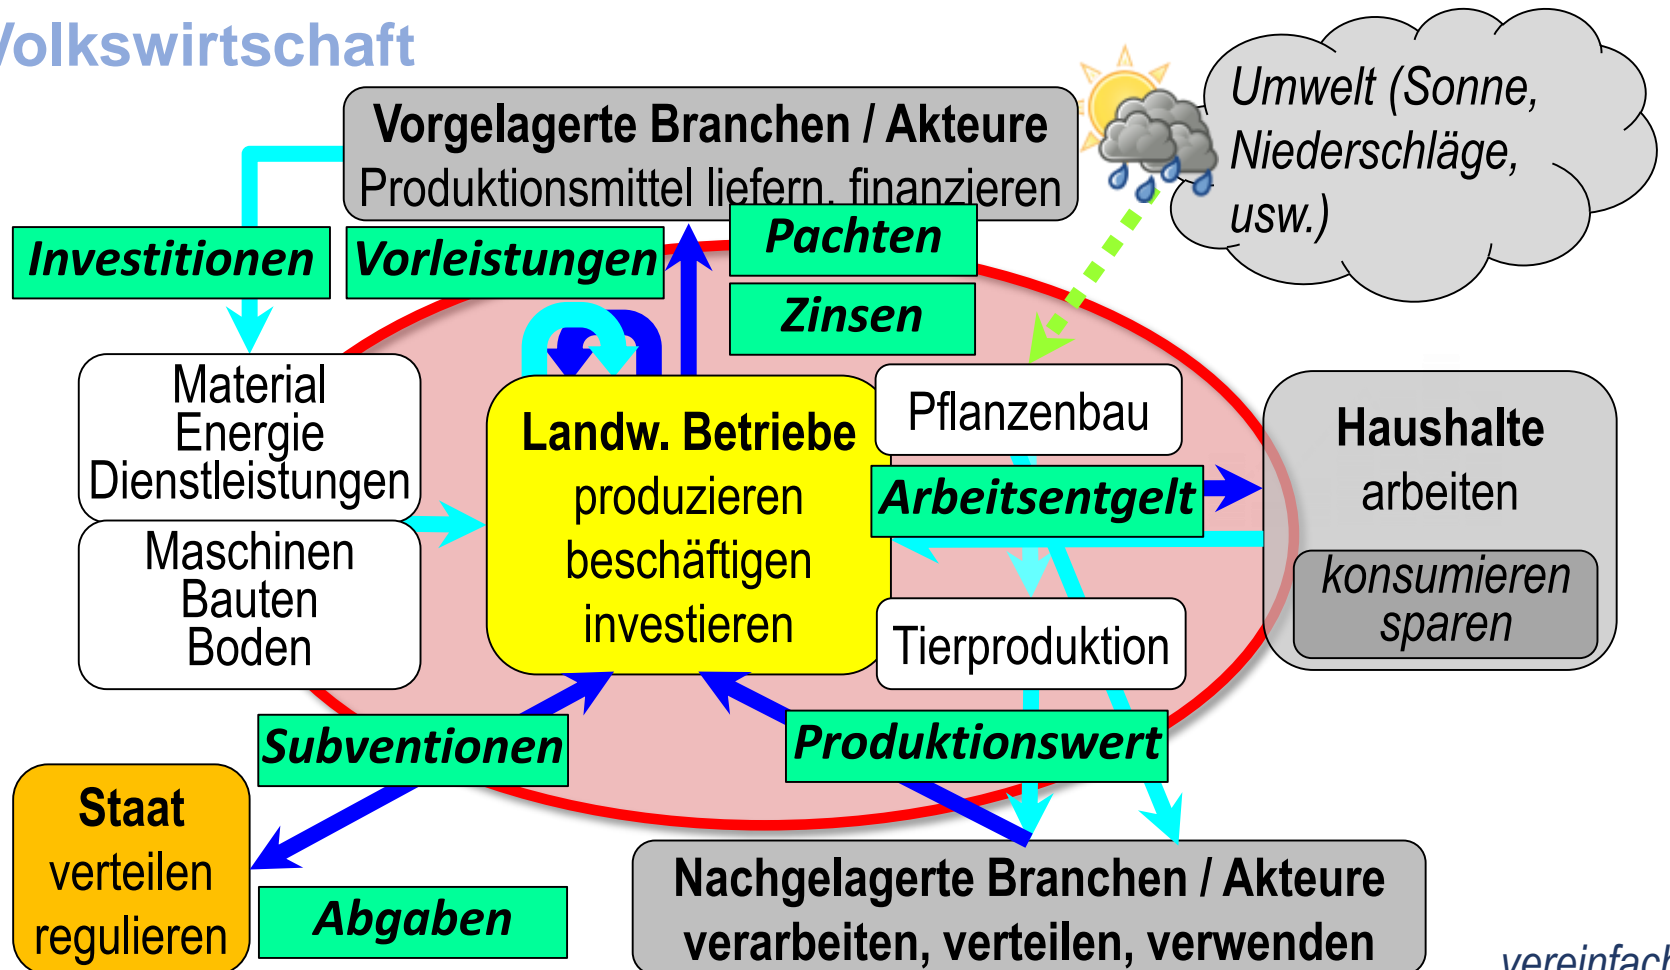 Volkswirtschaft
Vorgelagerte Branchen / Akteure
Produktionsmittel liefern, finanzieren
Umwelt (Sonne,
Niederschläge,
usw.)
Investitionen
Vorleistungen
Pachten
Zinsen
Material
Energie
Dienstleistungen
Maschinen
Bauten
Boden
Landw. Betriebe
produzieren
beschäftigen
investieren
Pflanzenbau
Arbeitsentgelt
Tierproduktion
Haushalte
arbeiten
konsumieren
sparen
Subventionen
Produktionswert
Staat
verteilen
regulieren
Abgaben
Nachgelagerte Branchen / Akteure
verarbeiten, verteilen, verwenden
vereinfach